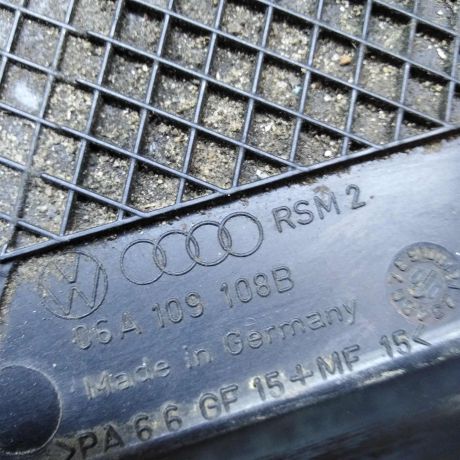 RSM 2
06A 109 108B
Made in Germany
>PA 6 6 GF 15+MF 15<